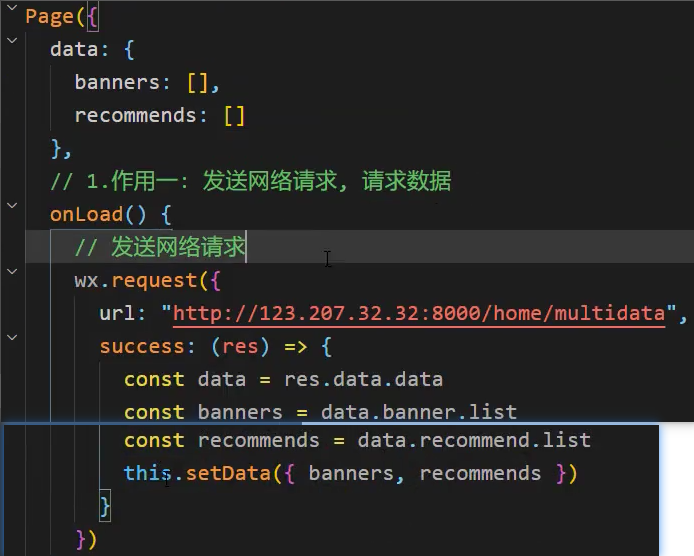 Page({
data: {
banners: [],
recommends: []
},
// 1.作用一: 发送网络请求, 请求数据
onLoad() {
// 发送网络请求
wx.request({
url: "http://123.207.32.32:8000/home/multidata",
success: (res) => {
const data = res.data.data
const banners = data.banner.list
const recommends = data.recommend.list
this.setData({ banners, recommends })
}
})